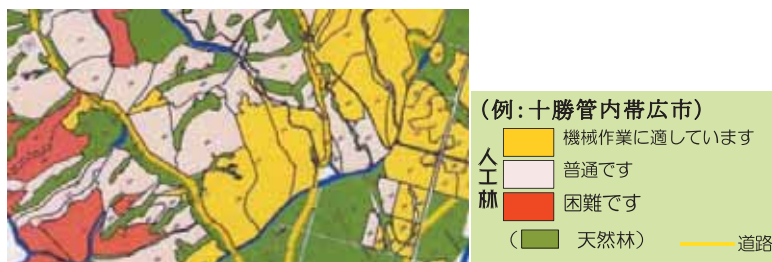 (例:十勝管内帯広市)
人工林
機械作業に適しています
普通です
困難です
(天然林)
道路